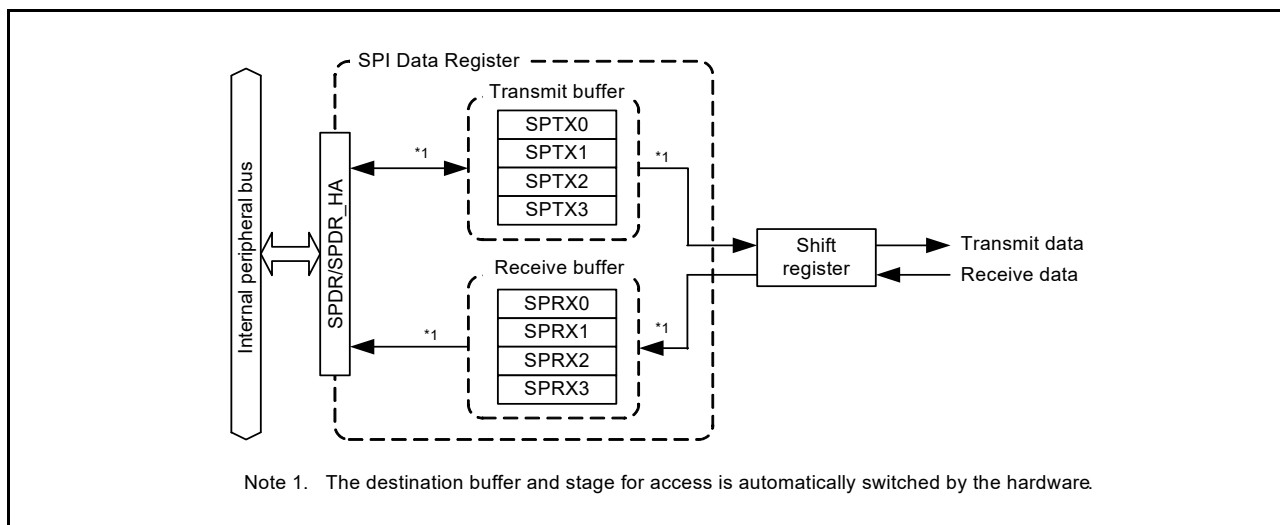 SPI Data Register
Transmit buffer
SPTX0
SPTX1
SPTX2
SPTX3
*1
*1
Internal peripheral bus
SPDR/SPDR_HA
Shift
register
Transmit data
Receive data
Receive buffer
SPRX0
SPRX1
SPRX2
SPRX3
*1
*1
Note 1. The destination buffer and stage for access is automatically switched by the hardware.